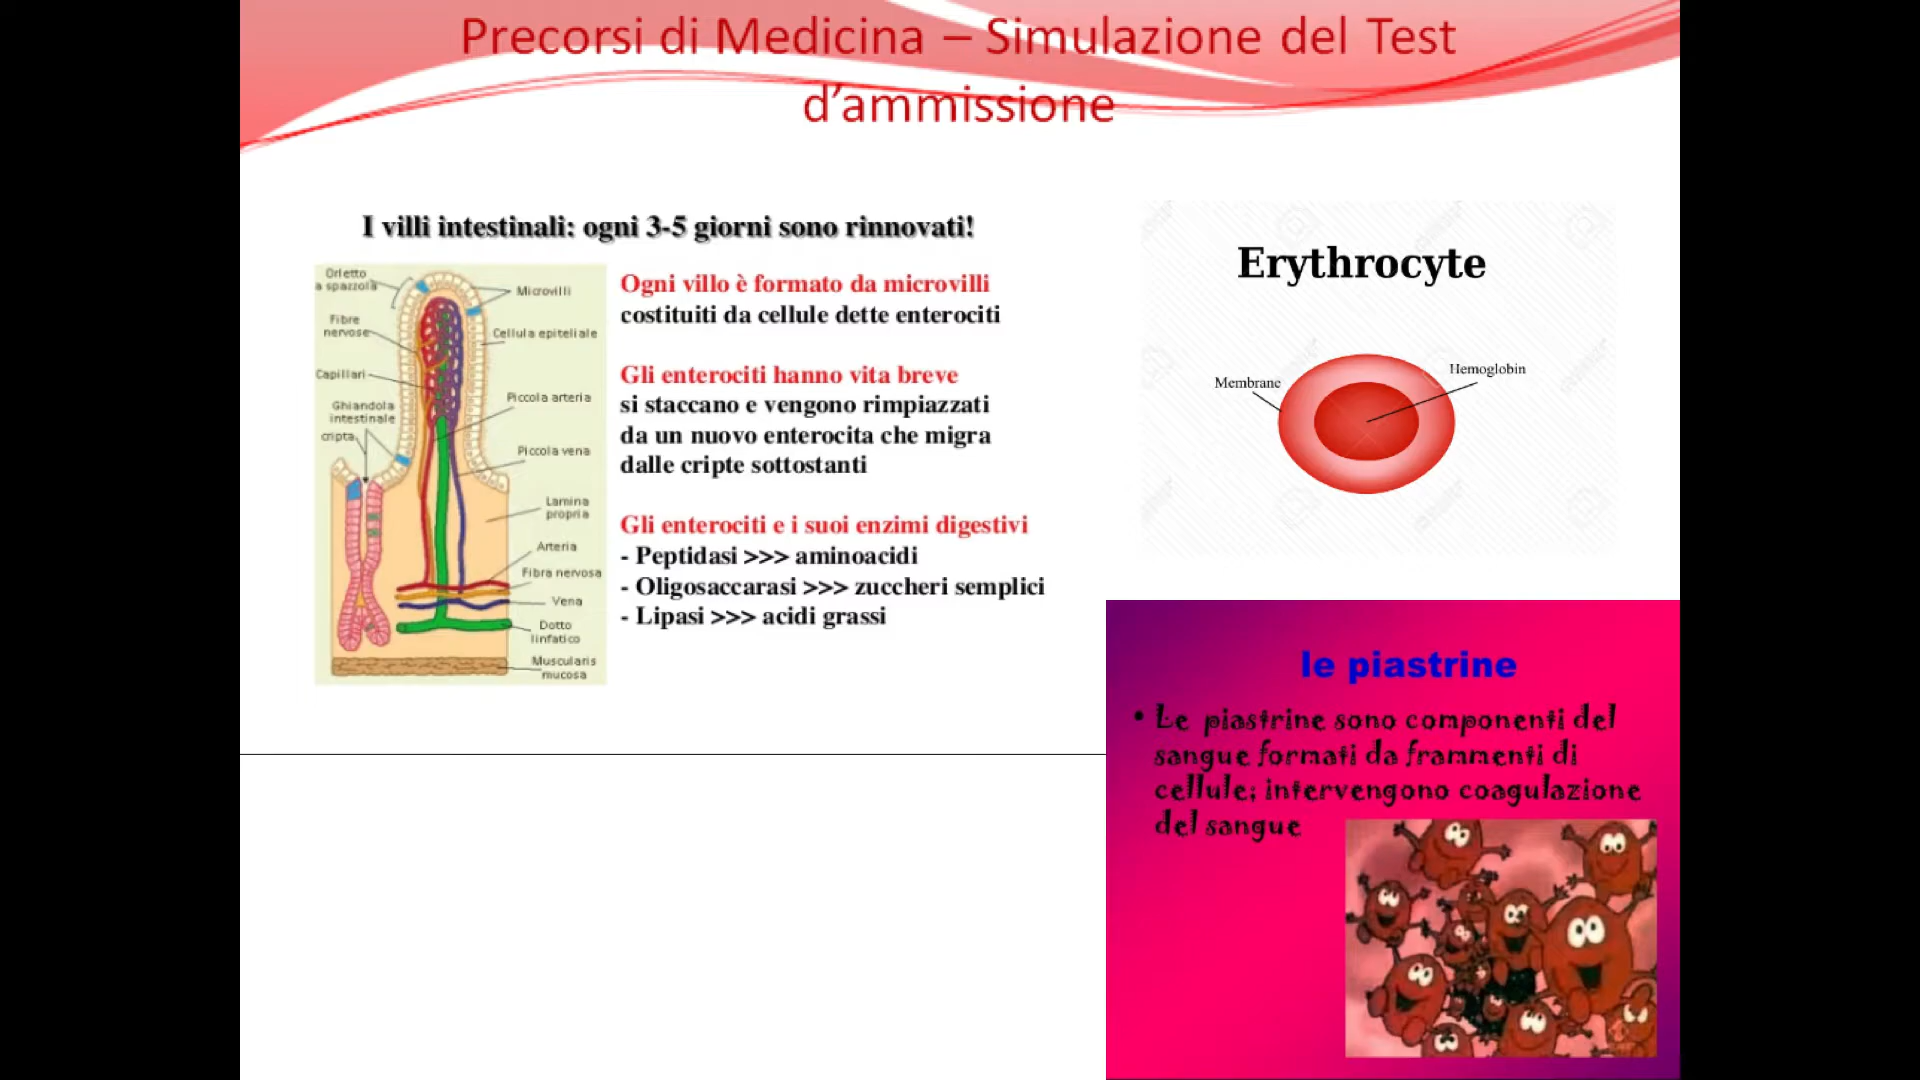 Precorsi di Medicina – Simulazione del Test
d’ammissione
I villi intestinali: ogni 3-5 giorni sono rinnovati!
Orletto
a spazzola
Microvilli
Fibre
nervose
Cellula epiteliale
Capillari
Piccola arteria
Ghiandola
intestinale
cripta
Piccola vena
Lamina
propria
Arteria
Fibra nervosa
Vena
Dotto
linfatico
Muscularis
mucosa
Ogni villo è formato da microvilli
costituiti da cellule dette enterociti
Gli enterociti hanno vita breve
si staccano e vengono rimpiazzati
da un nuovo enterocita che migra
dalle cripte sottostanti
Gli enterociti e i suoi enzimi digestivi
- Peptidasi >>> aminoacidi
- Oligosaccarasi >>> zuccheri semplici
- Lipasi >>> acidi grassi
Erythrocyte
Membrane
Hemoglobin
le piastrine
• Le piastrine sono componenti del
sangue formati da frammenti di
cellule; intervengono coagulazione
del sangue